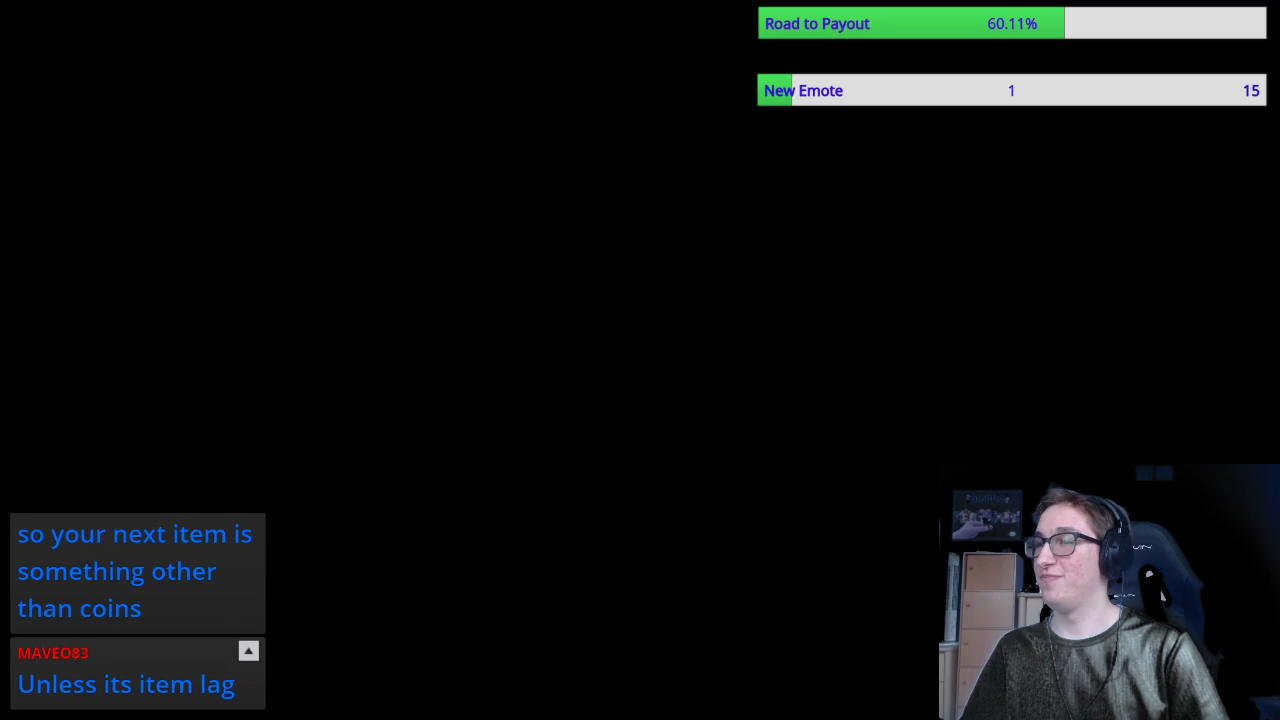 Road to Payout 60.11%
New Emote 1 15
so your next item is
something other
than coins
MAVEO83
Unless its item lag